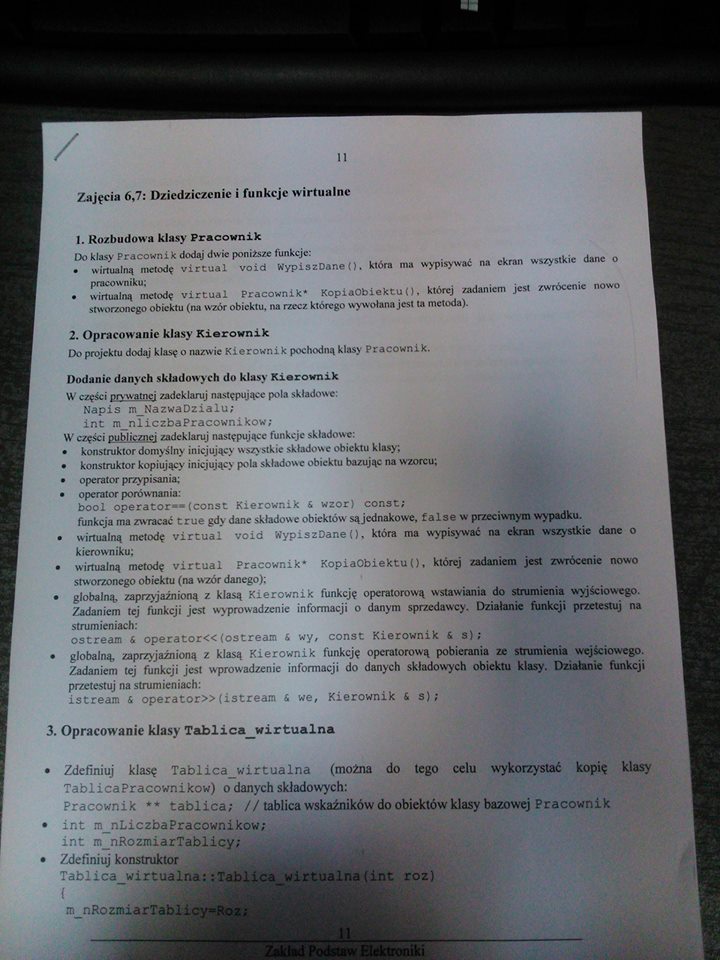 11
Zajęcia 6,7: Dziedziczenie i funkcje wirtualne
1. Rozbudowa klasy Pracownik
Do klasy Pracownik dodaj dwie poniższe funkcje:
• wirtualną metodę virtual void WypiszDane(), która ma wypisywać na ekran wszystkie dane o
pracowniku;
• wirtualną metodę virtual Pracownik* KopiaObiektu(), której zadaniem jest zwrócenie nowo
stworzonego obiektu (na wzór obiektu, na rzecz którego wywołana jest ta metoda).
2. Opracowanie klasy Kierownik
Do projektu dodaj klasę o nazwie Kierownik pochodną klasy Pracownik.
Dodanie danych składowych do klasy Kierownik
W części prywatnej zadeklaruj następujące pola składowe:
Napis m_NazwaDzialu;
int m_nliczbaPracownikow;
W części publicznej zadeklaruj następujące funkcje składowe:
• konstruktor domyślny inicjujący wszystkie składowe obiektu klasy;
• konstruktor kopiujący inicjujący pola składowe obiektu bazując na wzorcu;
• operator przypisania;
• operator porównania:
bool operator==(const Kierownik & wzor) const;
funkcja ma zwracać true gdy dane składowe obiektów są jednakowe, false w przeciwnym wypadku.
• wirtualną metodę virtual void WypiszDane(), która ma wypisywać na ekran wszystkie dane o
kierowniku;
• wirtualną metodę virtual Pracownik* KopiaObiektu(), której zadaniem jest zwrócenie nowo
stworzonego obiektu (na wzór danego);
• globalną, zaprzyjaźnioną z klasą Kierownik funkcję operatorową wstawiania do strumienia wyjściowego.
Zadaniem tej funkcji jest wyprowadzenie informacji o danym sprzedawcy. Działanie funkcji przetestuj na
strumieniach:
ostream & operator<<(ostream & wy, const Kierownik & s);
• globalną, zaprzyjaźnioną z klasą Kierownik funkcję operatorową pobierania ze strumienia wejściowego.
Zadaniem tej funkcji jest wprowadzenie informacji do danych składowych obiektu klasy. Działanie funkcji
przetestuj na strumieniach:
istream & operator>>(istream & we, Kierownik & s);
3. Opracowanie klasy Tablica_wirtualna
• Zdefiniuj klasę Tablica_wirtualna (można do tego celu wykorzystać kopię klasy
TablicaPracownikow) o danych składowych:
Pracownik ** tablica; // tablica wskaźników do obiektów klasy bazowej Pracownik
• int m_nLiczbaPracownikow;
int m_nRozmiarTablicy;
• Zdefiniuj konstruktor
Tablica_wirtualna::Tablica_wirtualna(int roz)
{
m_nRozmiarTablicy=Roz;
11
Zakład Podstaw Elektroniki